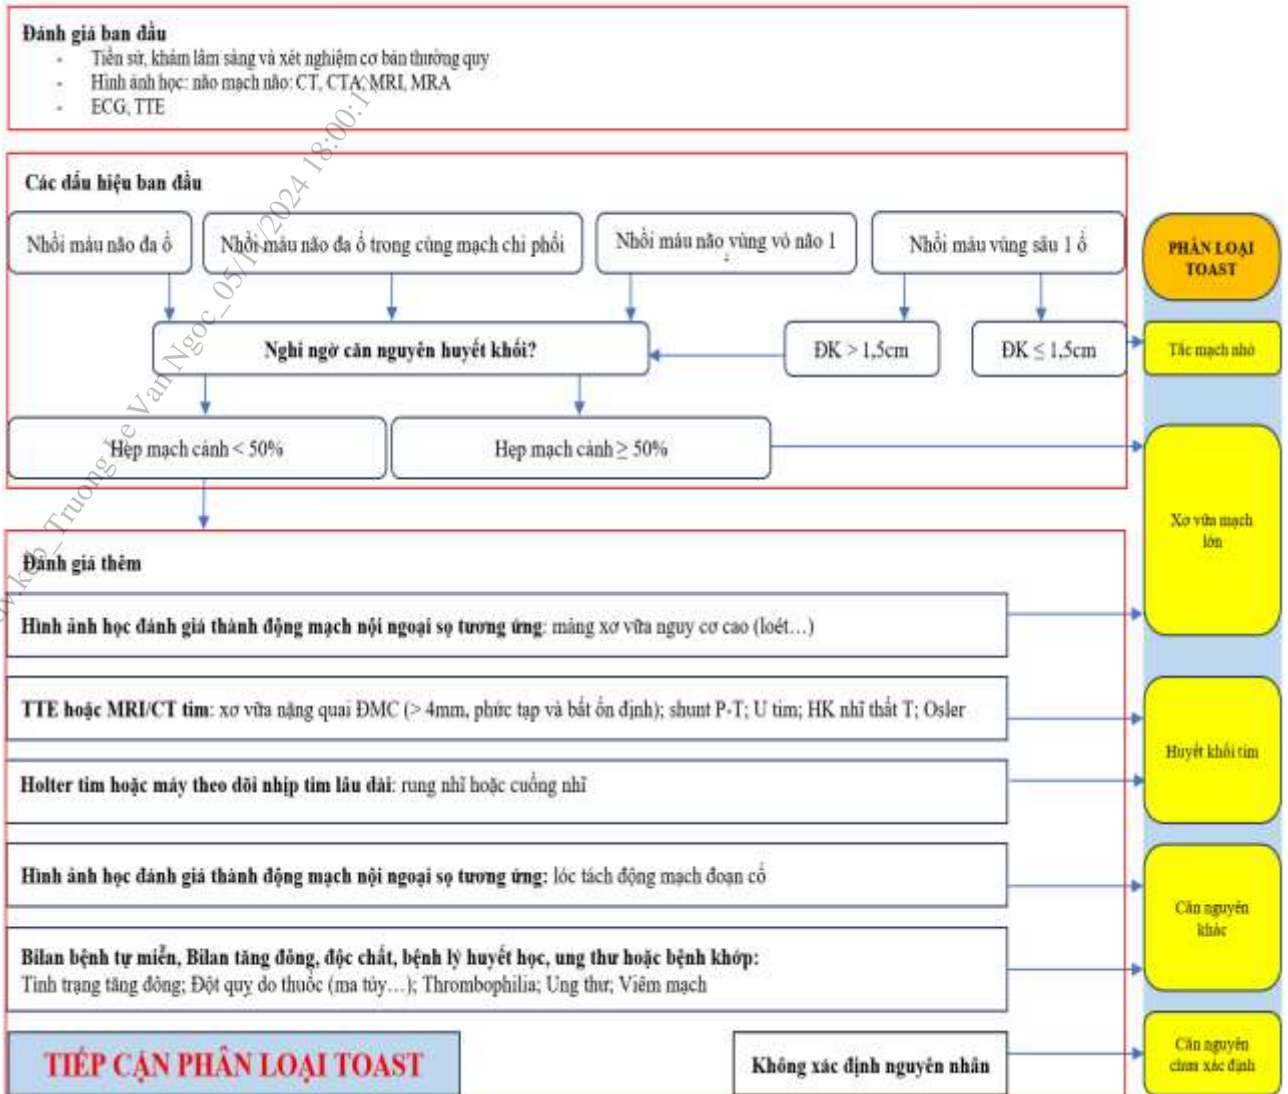 Đánh giá ban đầu
- Tiền sử, khám lâm sàng và xét nghiệm cơ bản thường quy
- Hình ảnh học: não mạch não: CT, CTA, MRI, MRA
- ECG, TTE
Các dấu hiệu ban đầu
Nhồi máu não đa ổ
Nhồi máu não đa ổ trong cùng mạch chi phối
Nhồi máu não vùng vỏ não 1
Nhồi máu vùng sâu 1 ổ
PHÂN LOẠI
TOAST
Nghi ngờ căn nguyên huyết khối?
ĐK > 1,5cm
ĐK ≤ 1,5cm
Tắc mạch nhỏ
Hẹp mạch cảnh < 50%
Hẹp mạch cảnh ≥ 50%
Xơ vữa mạch
lớn
Đánh giá thêm
Hình ảnh học đánh giá thành động mạch nội ngoại sọ tương ứng: mảng xơ vữa nguy cơ cao (loét…)
TTE hoặc MRI/CT tim: xơ vữa nặng quai ĐMC (> 4mm, phức tạp và bất ổn định); shunt P-T; U tim; HK nhĩ thất T; Osler
Huyết khối tim
Holter tim hoặc máy theo dõi nhịp tim lâu dài: rung nhĩ hoặc cuồng nhĩ
Hình ảnh học đánh giá thành động mạch nội ngoại sọ tương ứng: lóc tách động mạch đoạn cổ
Căn nguyên
khác
Bilan bệnh tự miễn, Bilan tăng đông, độc chất, bệnh lý huyết học, ung thư hoặc bệnh khớp:
Tình trạng tăng đông; Đột quỵ do thuốc (ma túy…); Thrombophilia; Ung thư; Viêm mạch
TIẾP CẬN PHÂN LOẠI TOAST
Không xác định nguyên nhân
Căn nguyên
chưa xác định
Truong Le Van Ngoc_05/11/2024 18:00:1